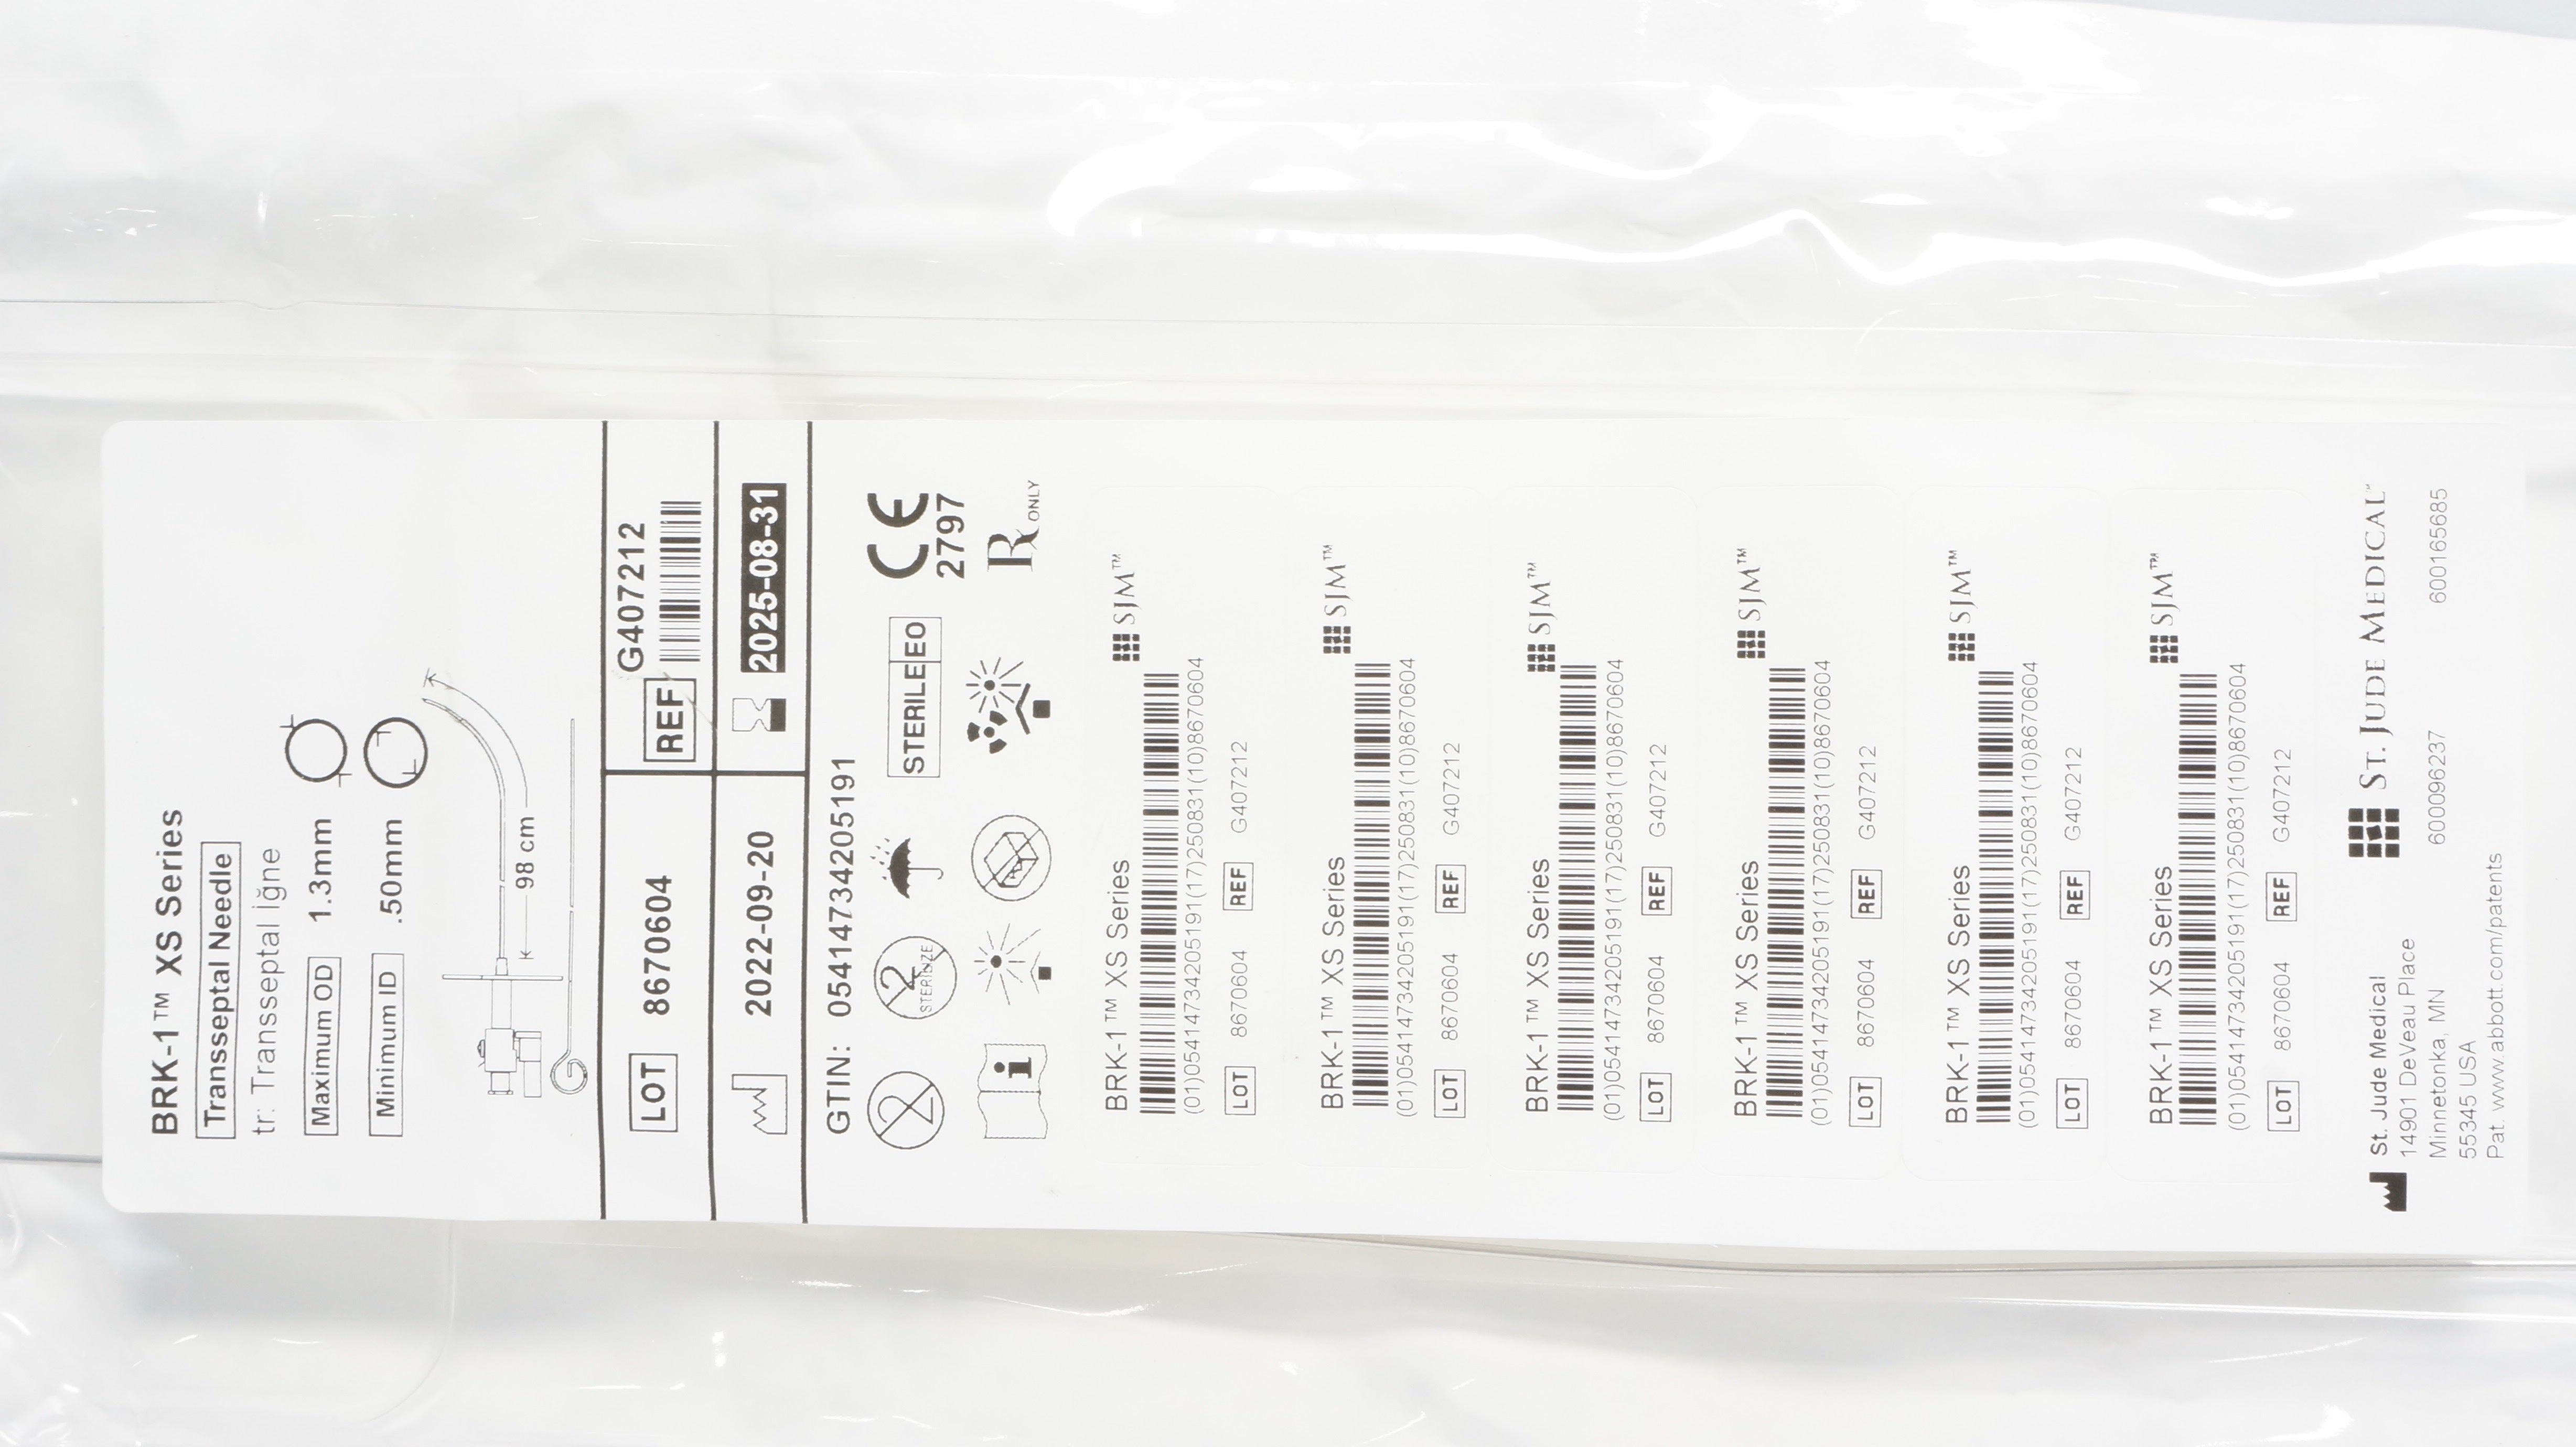 BRK-1™ XS Series
Transseptal Needle
tr: Transseptal İğne
Maximum OD 1.3mm
Minimum ID .50mm
98 cm
LOT 8670604 REF G407212
2022-09-20 2025-08-31
GTIN: 05414734205191
2 2 STERILIZE STERILE EO CE 2797
i Rx ONLY
BRK-1™ XS Series SJM™
(01)05414734205191(17)250831(10)8670604
LOT 8670604 REF G407212
BRK-1™ XS Series SJM™
(01)05414734205191(17)250831(10)8670604
LOT 8670604 REF G407212
BRK-1™ XS Series SJM™
(01)05414734205191(17)250831(10)8670604
LOT 8670604 REF G407212
BRK-1™ XS Series SJM™
(01)05414734205191(17)250831(10)8670604
LOT 8670604 REF G407212
BRK-1™ XS Series SJM™
(01)05414734205191(17)250831(10)8670604
LOT 8670604 REF G407212
BRK-1™ XS Series SJM™
(01)05414734205191(17)250831(10)8670604
LOT 8670604 REF G407212
St. Jude Medical ST. JUDE MEDICAL™
14901 DeVeau Place
Minnetonka, MN 600096237 600165685
55345 USA
Pat. www.abbott.com/patents